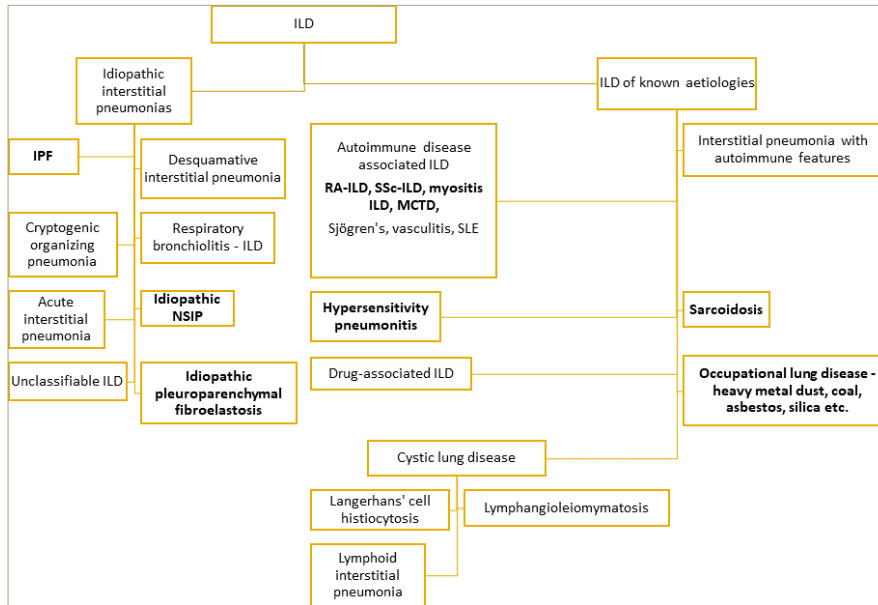 ILD
Idiopathic
interstitial
pneumonias
ILD of known aetiologies
IPF
Desquamative
interstitial pneumonia
Cryptogenic
organizing
pneumonia
Respiratory
bronchiolitis - ILD
Acute
interstitial
pneumonia
Idiopathic
NSIP
Unclassifiable ILD
Idiopathic
pleuroparenchymal
fibroelastosis
Autoimmune disease
associated ILD
RA-ILD, SSc-ILD, myositis
ILD, MCTD,
Sjögren's, vasculitis, SLE
Interstitial pneumonia with
autoimmune features
Hypersensitivity
pneumonitis
Sarcoidosis
Drug-associated ILD
Occupational lung disease -
heavy metal dust, coal,
asbestos, silica etc.
Cystic lung disease
Langerhans' cell
histiocytosis
Lymphangioleiomymatosis
Lymphoid
interstitial
pneumonia